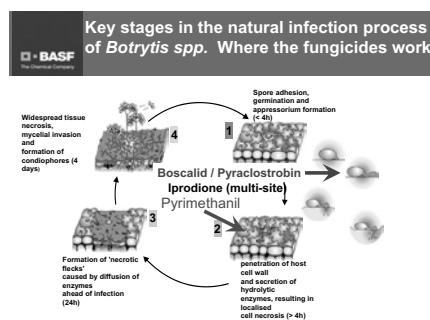 Key stages in the natural infection process
of Botrytis spp. Where the fungicides work
BASF
The Chemical Company
Spore adhesion,
germination and
appressorium formation
(< 4h)
Widespread tissue
necrosis,
mycelial invasion
and
formation of
condiophores (4
days)
4
1
Boscalid / Pyraclostrobin
Iprodione (multi-site)
Pyrimethanil
3
2
Formation of 'necrotic
flecks'
caused by diffusion of
enzymes
ahead of infection
(24h)
penetration of host
cell wall
and secretion of
hydrolytic
enzymes, resulting in
localised
cell necrosis (> 4h)